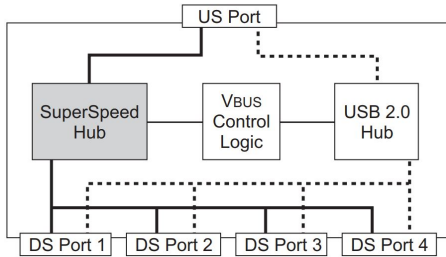 US Port
SuperSpeed
Hub
VBUS
Control
Logic
USB 2.0
Hub
DS Port 1
DS Port 2
DS Port 3
DS Port 4